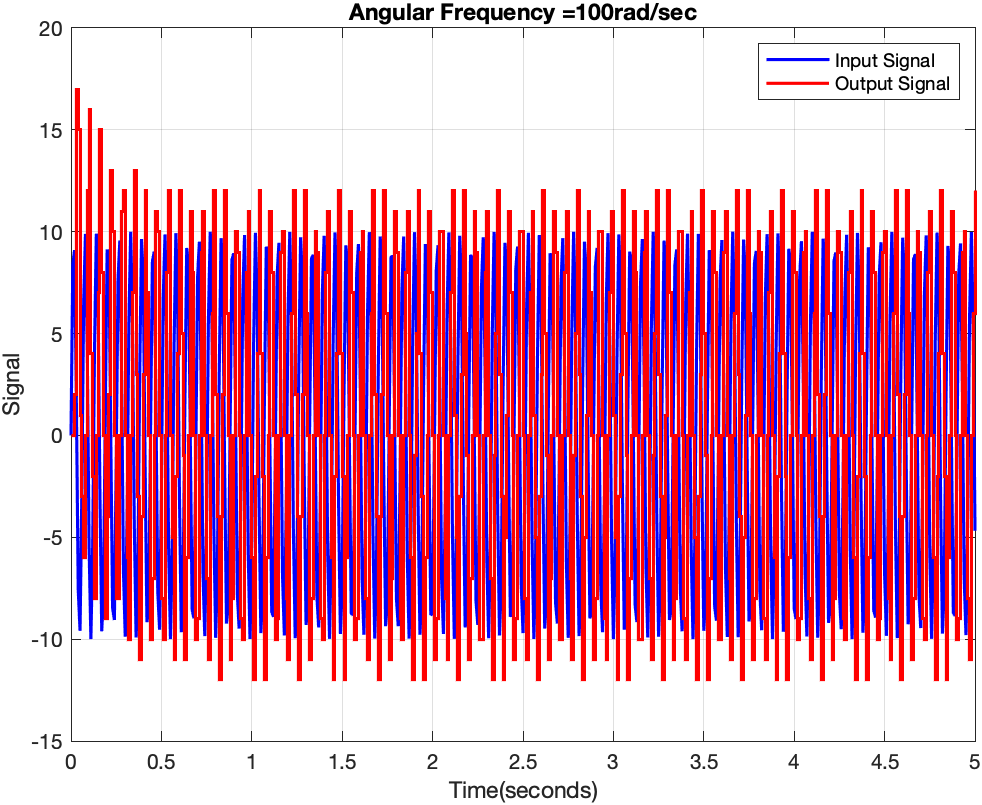 Angular Frequency =100rad/sec
20
15
10
5
0
-5
-10
-15
Signal
Input Signal
Output Signal
0 0.5 1 1.5 2 2.5 3 3.5 4 4.5 5
Time(seconds)